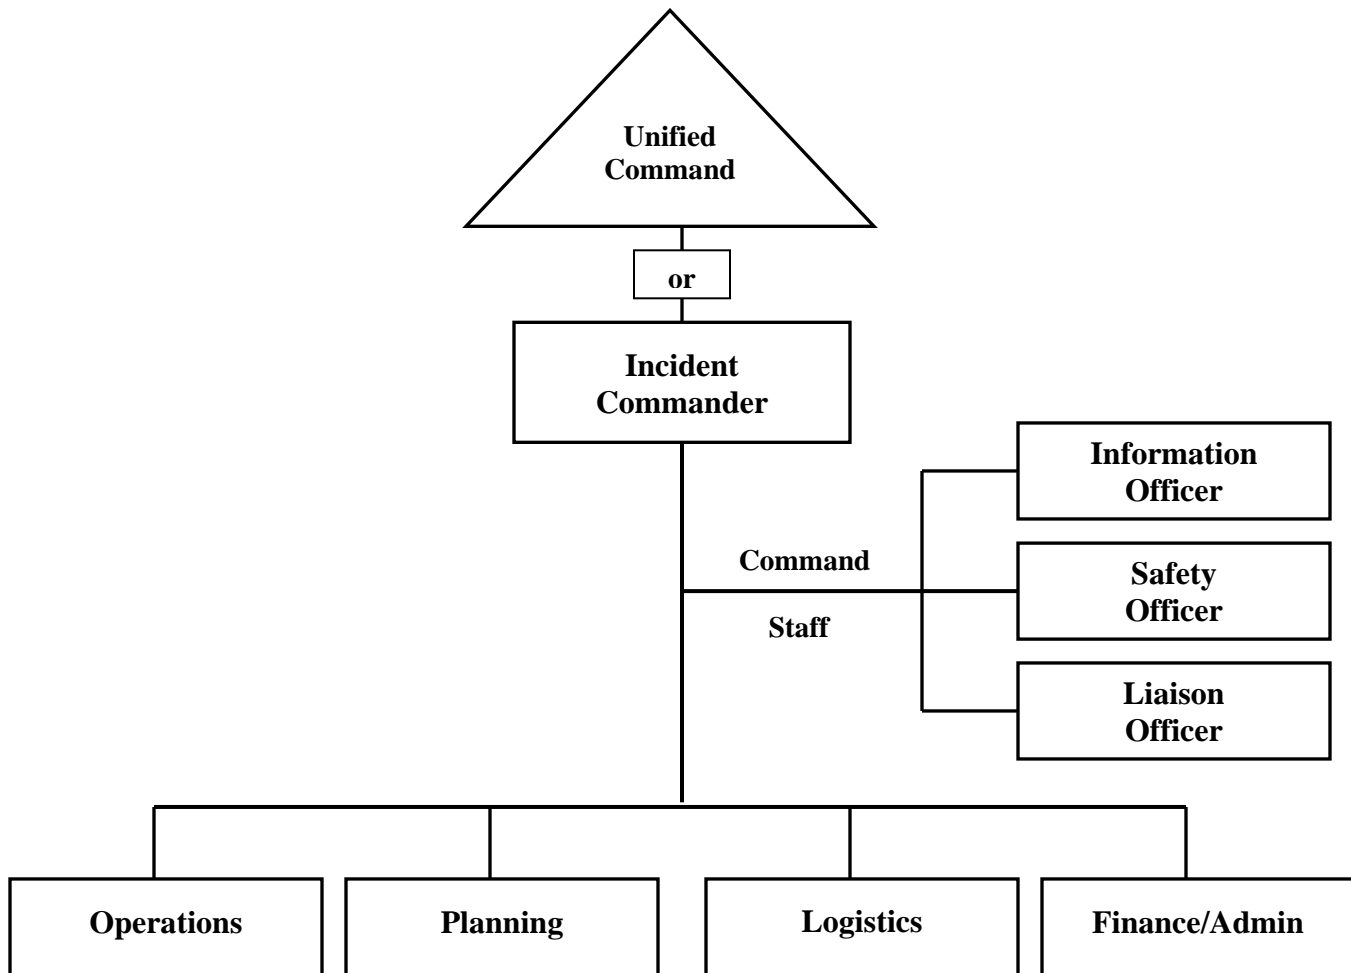 Unified
Command
or
Incident
Commander
Information
Officer
Command
Staff
Safety
Officer
Liaison
Officer
Operations
Planning
Logistics
Finance/Admin